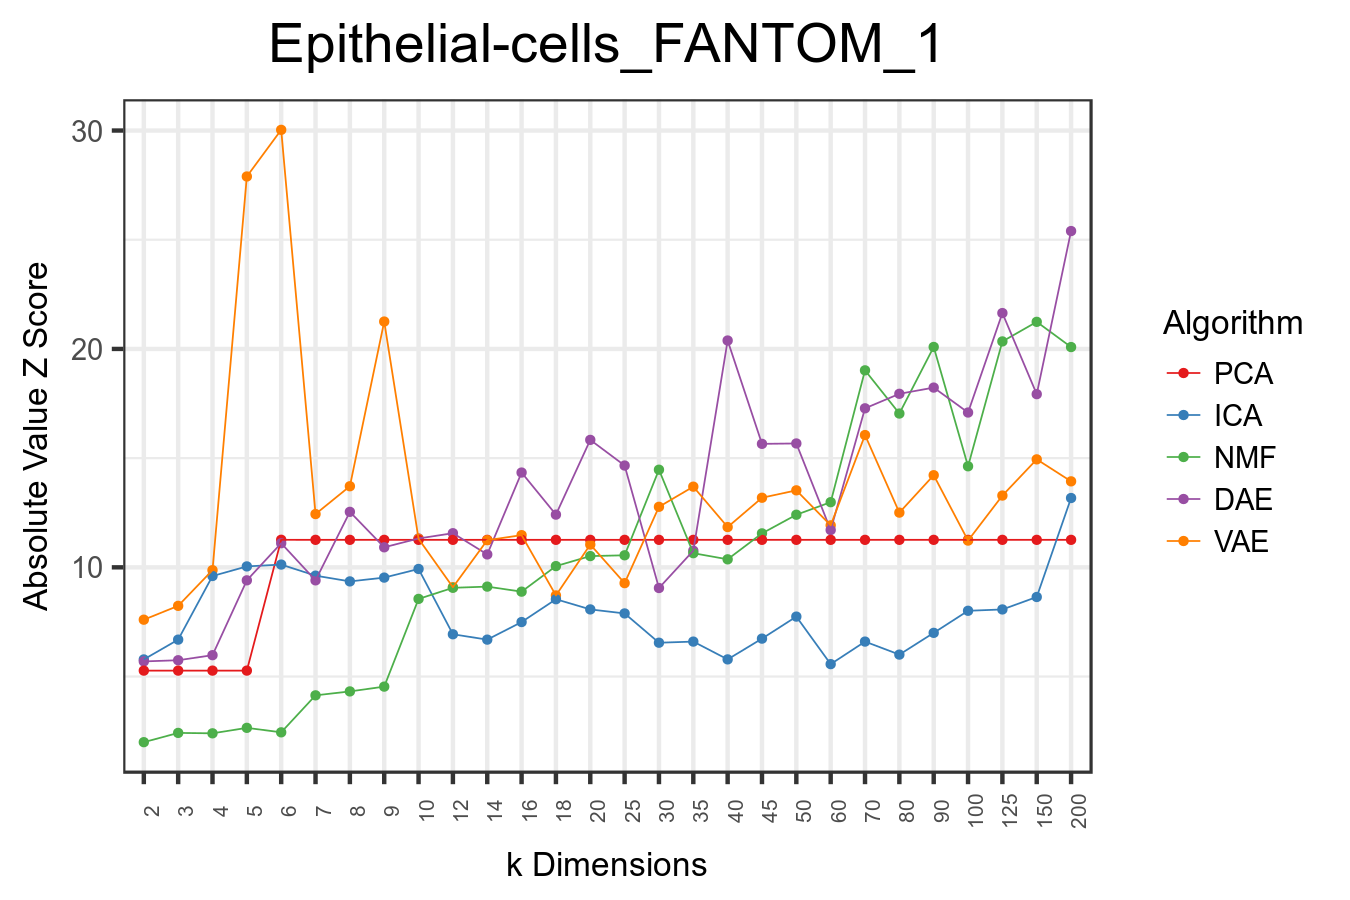 Epithelial-cells_FANTOM_1
Absolute Value Z Score
30
20
10
2 3 4 5 6 7 8 9 10 12 14 16 18 20 25 30 35 40 45 50 60 70 80 90 100 125 150 200
k Dimensions
Algorithm
PCA
ICA
NMF
DAE
VAE